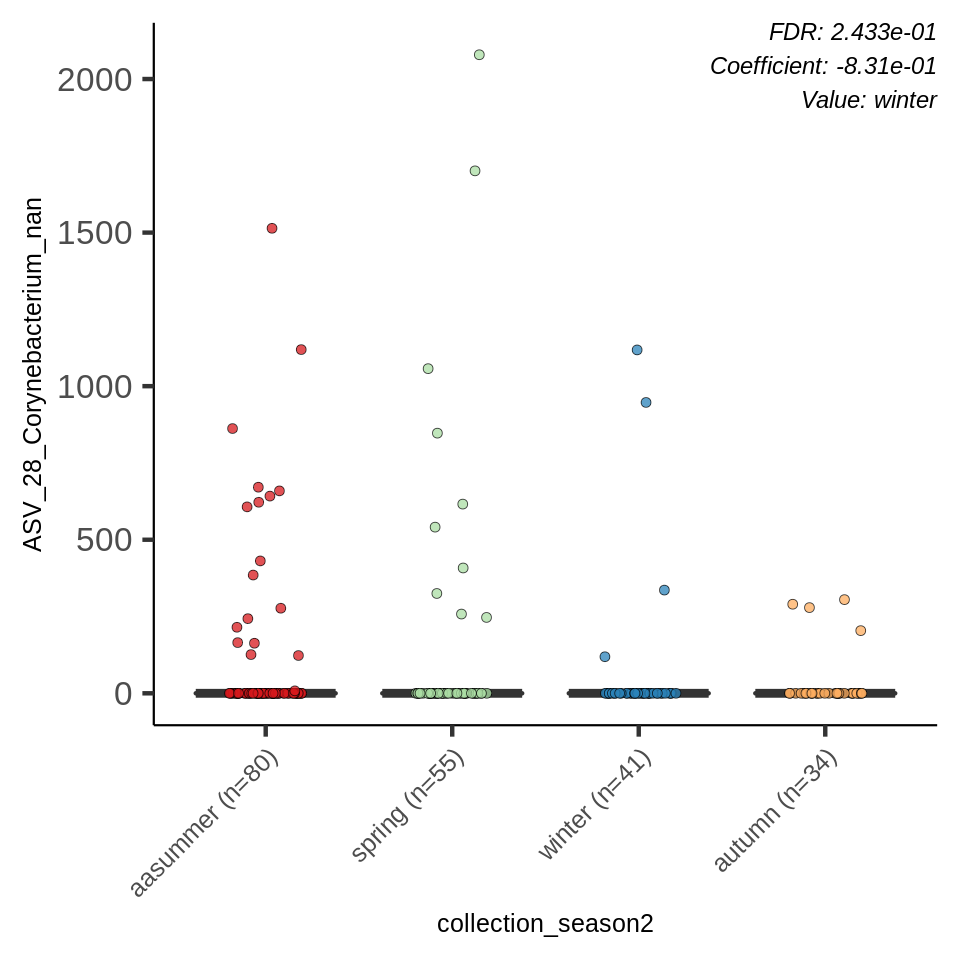 FDR: 2.433e-01
Coefficient: -8.31e-01
Value: winter
ASV_28_Corynebacterium_nan
2000
1500
1000
500
0
aasummer (n=80)
spring (n=55)
winter (n=41)
autumn (n=34)
collection_season2